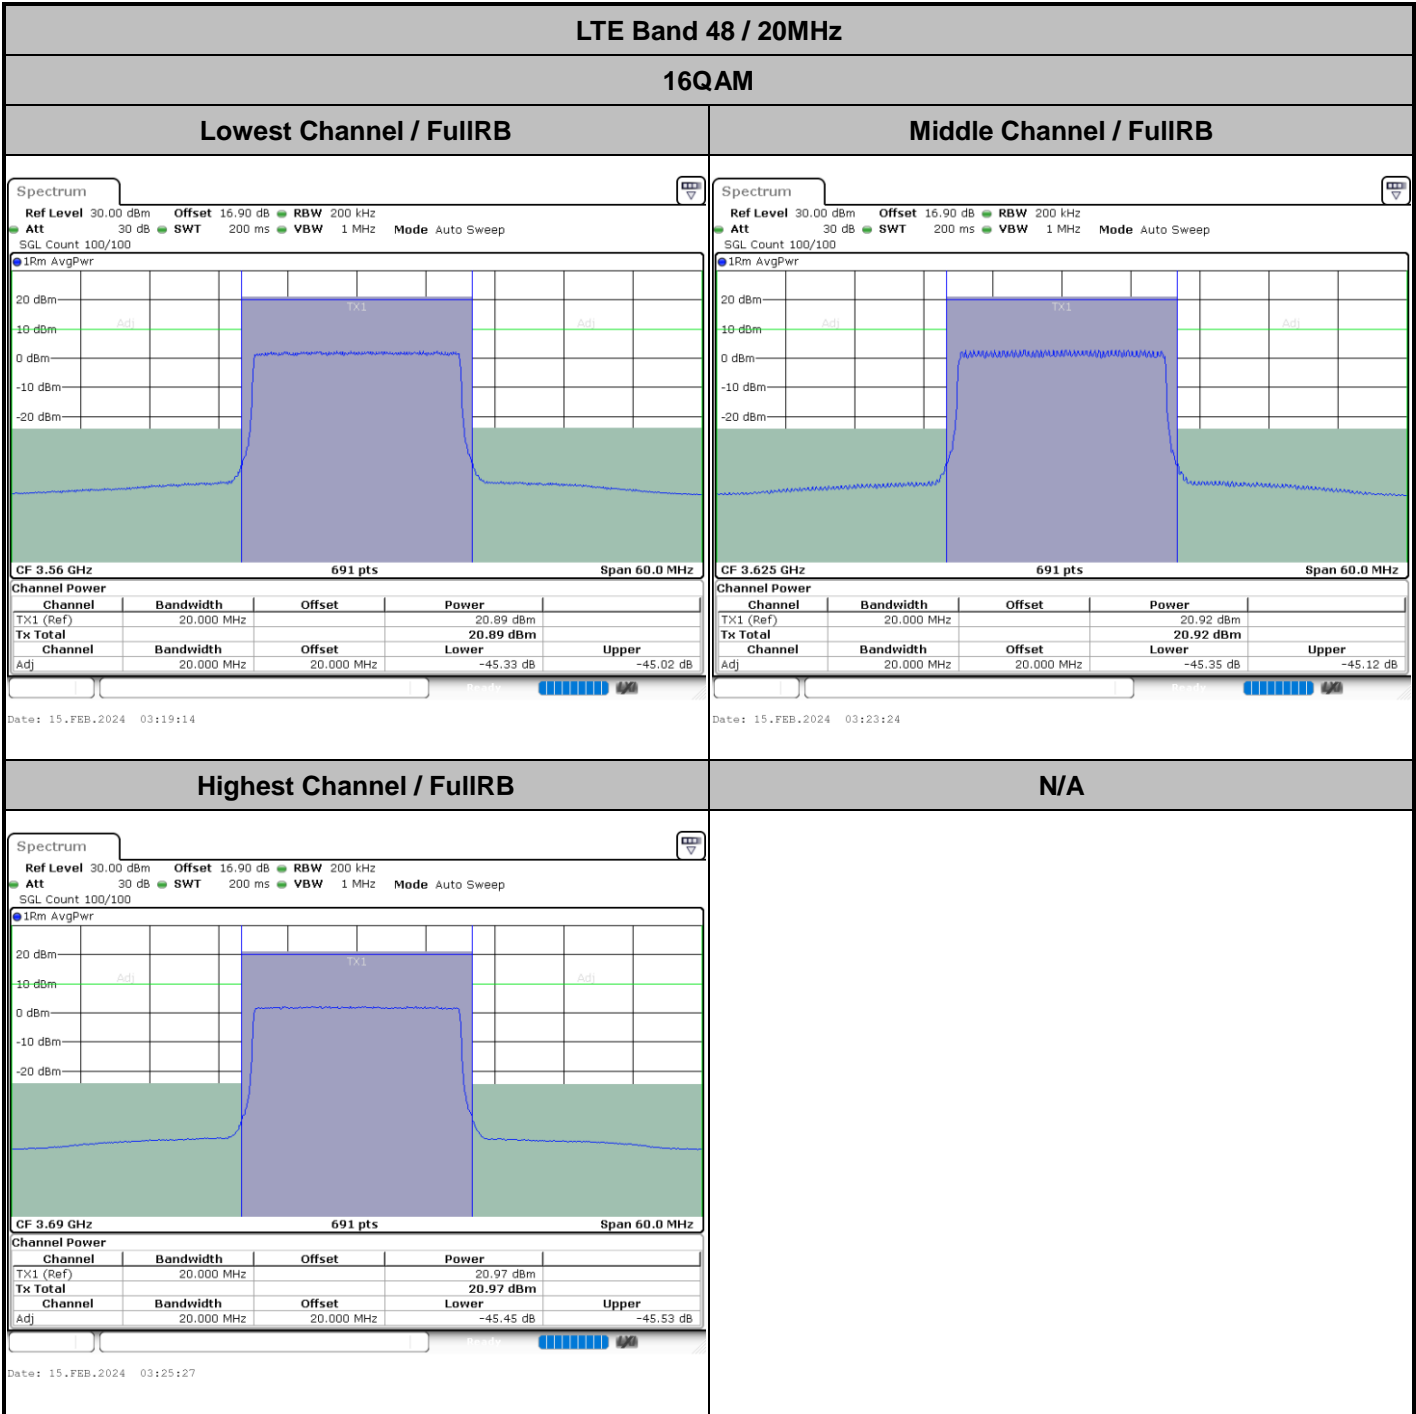 LTE Band 48 / 20MHz
16QAM
Lowest Channel / FullRB
Middle Channel / FullRB
Spectrum
Ref Level 30.00 dBm Offset 16.90 dB RBW 200 kHz
Att 30 dB SWT 200 ms VBW 1 MHz Mode Auto Sweep
SGL Count 100/100
1Rm AvgPwr
TX1
20 dBm
Adj
Adj
10 dBm
0 dBm
-10 dBm
-20 dBm
CF 3.56 GHz 691 pts Span 60.0 MHz
Channel Power
Channel Bandwidth Offset Power
TX1 (Ref) 20.000 MHz 20.89 dBm
Tx Total 20.89 dBm
Channel Bandwidth Offset Lower Upper
Adj 20.000 MHz 20.000 MHz -45.33 dB -45.02 dB
Ready
Date: 15.FEB.2024 03:19:14
Spectrum
Ref Level 30.00 dBm Offset 16.90 dB RBW 200 kHz
Att 30 dB SWT 200 ms VBW 1 MHz Mode Auto Sweep
SGL Count 100/100
1Rm AvgPwr
TX1
20 dBm
Adj
Adj
10 dBm
0 dBm
-10 dBm
-20 dBm
CF 3.625 GHz 691 pts Span 60.0 MHz
Channel Power
Channel Bandwidth Offset Power
TX1 (Ref) 20.000 MHz 20.92 dBm
Tx Total 20.92 dBm
Channel Bandwidth Offset Lower Upper
Adj 20.000 MHz 20.000 MHz -45.35 dB -45.12 dB
Ready
Date: 15.FEB.2024 03:23:24
Highest Channel / FullRB
N/A
Spectrum
Ref Level 30.00 dBm Offset 16.90 dB RBW 200 kHz
Att 30 dB SWT 200 ms VBW 1 MHz Mode Auto Sweep
SGL Count 100/100
1Rm AvgPwr
TX1
20 dBm
Adj
Adj
10 dBm
0 dBm
-10 dBm
-20 dBm
CF 3.69 GHz 691 pts Span 60.0 MHz
Channel Power
Channel Bandwidth Offset Power
TX1 (Ref) 20.000 MHz 20.97 dBm
Tx Total 20.97 dBm
Channel Bandwidth Offset Lower Upper
Adj 20.000 MHz 20.000 MHz -45.45 dB -45.53 dB
Ready
Date: 15.FEB.2024 03:25:27